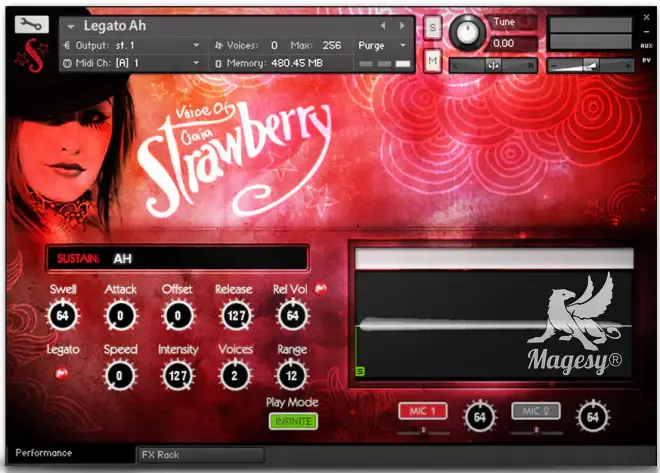 Legato Ah
Output: st.1
Voices: 0 Max: 256
Purge
Midi Ch: [A] 1
Memory: 480.45 MB
S
M
Tune
0.00
L R
- +
x
-
AUX
PV
S
Voice Of
Gaia
Strawberry
SUSTAIN: AH
Swell Attack Offset Release Rel Vol
64 0 0 127 64
Legato Speed Intensity Voices Range
0 127 2 12
Play Mode
INFINITE
S
Magesy®
MIC 1 64 MIC 2 64
Performance FX Rack